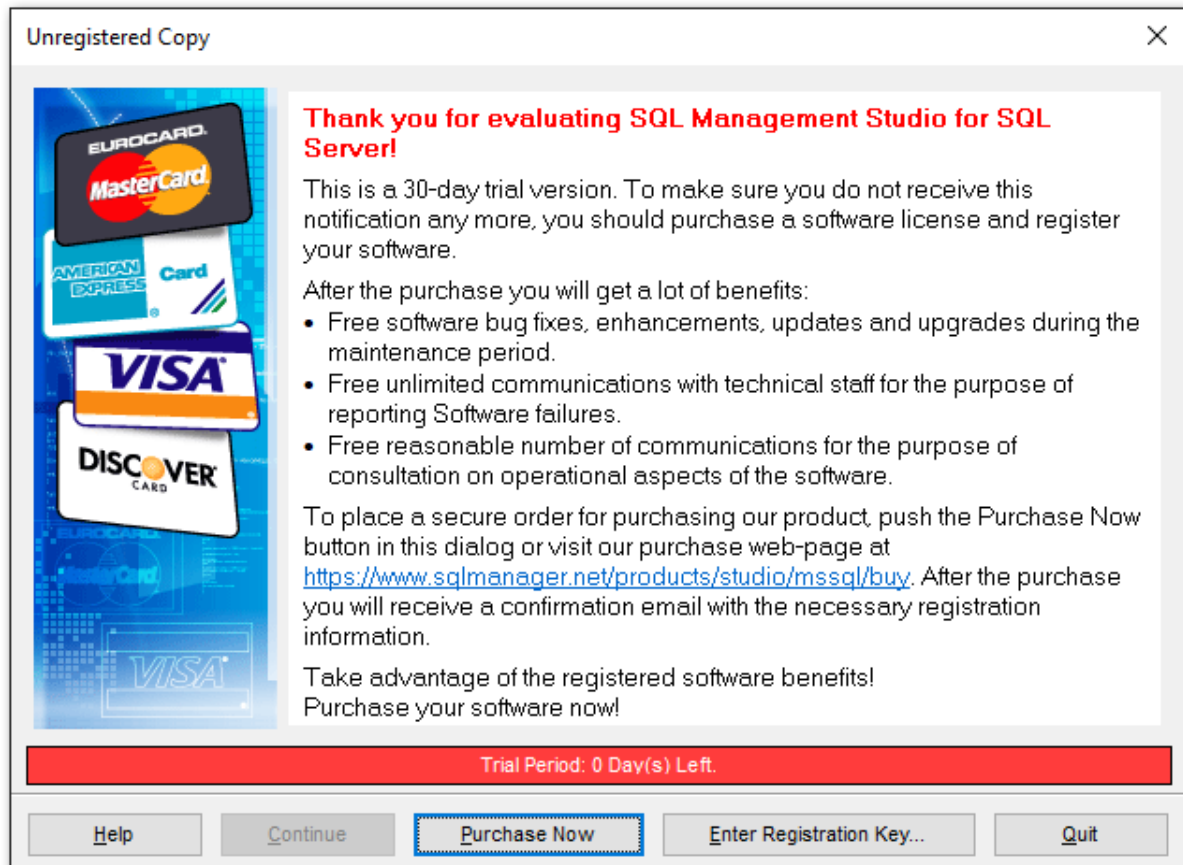 Unregistered Copy
EUROCARD.
MasterCard
AMERICAN EXPRESS Card
VISA
DISCOVER
CARD
EUROCARD.
MasterCard
VISA
Thank you for evaluating SQL Management Studio for SQL
Server!
This is a 30-day trial version. To make sure you do not receive this
notification any more, you should purchase a software license and register
your software.
After the purchase you will get a lot of benefits:
• Free software bug fixes, enhancements, updates and upgrades during the
maintenance period.
• Free unlimited communications with technical staff for the purpose of
reporting Software failures.
• Free reasonable number of communications for the purpose of
consultation on operational aspects of the software.
To place a secure order for purchasing our product, push the Purchase Now
button in this dialog or visit our purchase web-page at
https://www.sqlmanager.net/products/studio/mssql/buy. After the purchase
you will receive a confirmation email with the necessary registration
information.
Take advantage of the registered software benefits!
Purchase your software now!
Trial Period: 0 Day(s) Left.
Help Continue Purchase Now Enter Registration Key... Quit